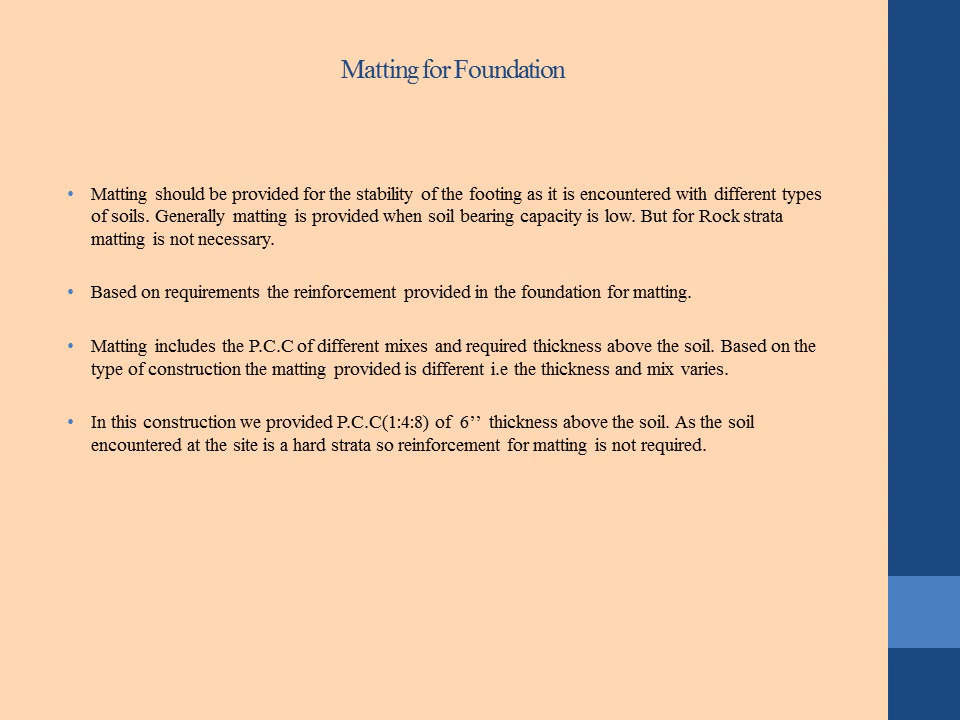 Matting for Foundation
• Matting should be provided for the stability of the footing as it is encountered with different types
of soils. Generally matting is provided when soil bearing capacity is low. But for Rock strata
matting is not necessary.
• Based on requirements the reinforcement provided in the foundation for matting.
• Matting includes the P.C.C of different mixes and required thickness above the soil. Based on the
type of construction the matting provided is different i.e the thickness and mix varies.
• In this construction we provided P.C.C(1:4:8) of 6’’ thickness above the soil. As the soil
encountered at the site is a hard strata so reinforcement for matting is not required.